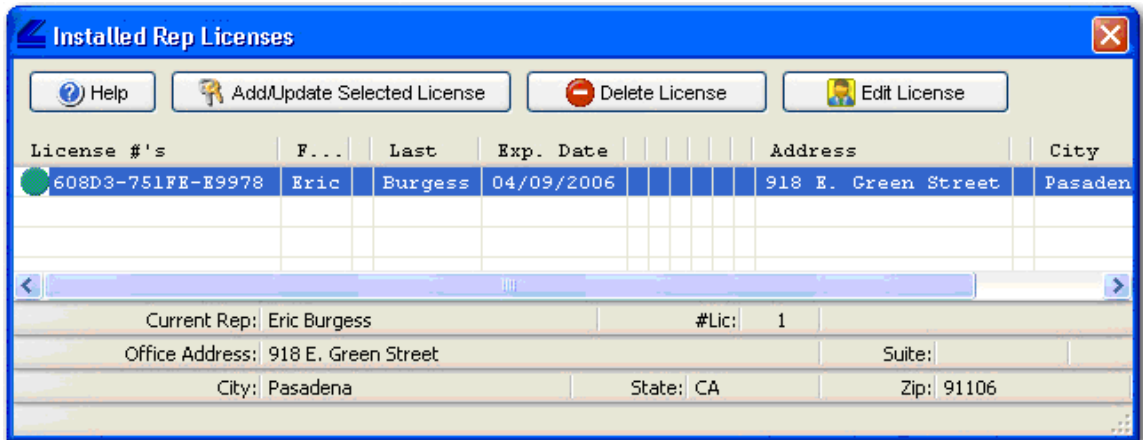 Installed Rep Licenses
Help Add/Update Selected License Delete License Edit License
License #'s F... Last Exp. Date Address City
608D3-751FE-E9978 Eric Burgess 04/09/2006 918 E. Green Street Pasaden
Current Rep: Eric Burgess #Lic: 1
Office Address: 918 E. Green Street Suite:
City: Pasadena State: CA Zip: 91106